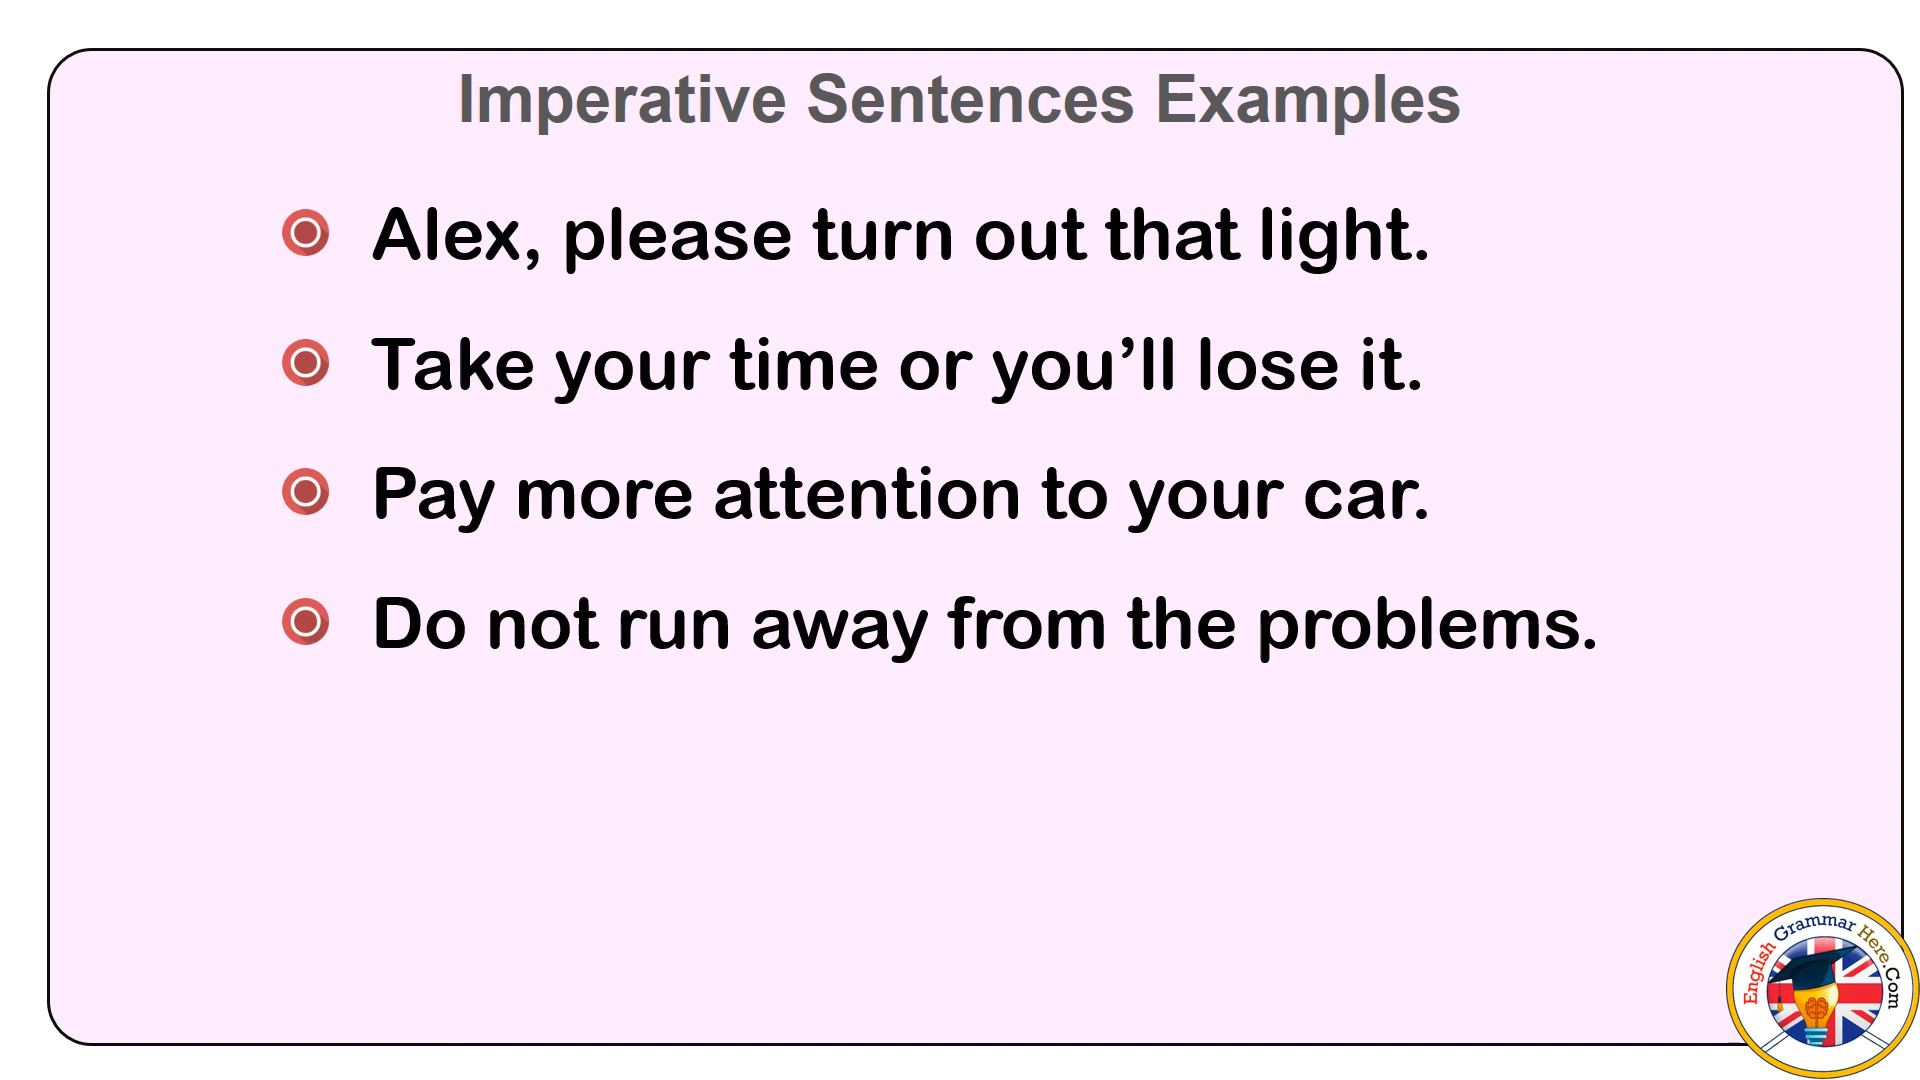 Imperative Sentences Examples
Alex, please turn out that light.
Take your time or you’ll lose it.
Pay more attention to your car.
Do not run away from the problems.
English Grammar Here.Com